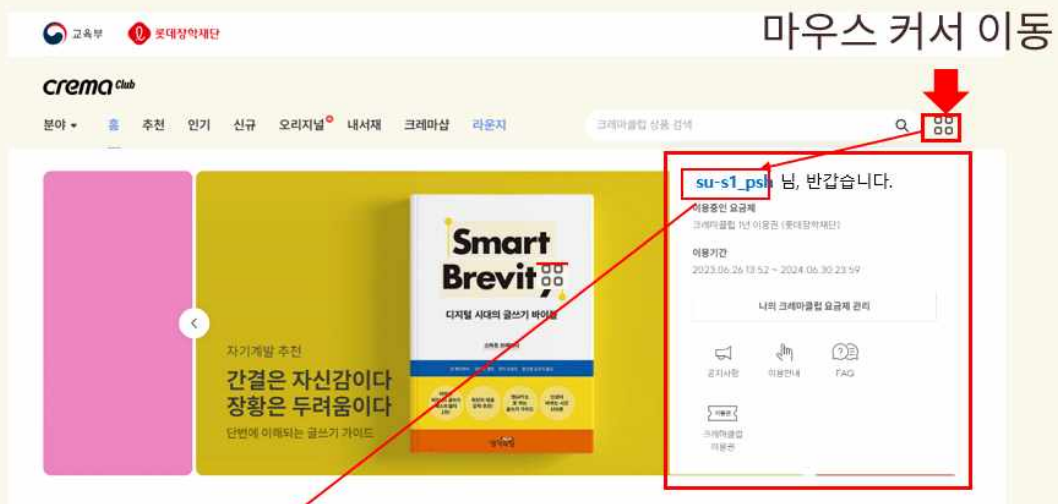 교육부 롯데장학재단
마우스 커서 이동
crema Club
분야 홈 추천 인기 신규 오리지널 내서재 크레마샵 라운지
크레마클럽 상품 검색
su-s1_psh 님, 반갑습니다.
이용중인 요금제
크레마클럽 1년 이용권 (롯데장학재단)
이용기간
2023.06.26 13:52 ~ 2024.06.30 23:59
나의 크레마클럽 요금제 관리
공지사항 이용안내 FAQ
이용권
크레마클럽
이용권
자기계발 추천
간결은 자신감이다
장황은 두려움이다
단번에 이해되는 글쓰기 가이드
Smart
Brevit
디지털 시대의 글쓰기 바이블